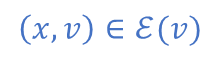 (𝑥, 𝑣) ∈ ℰ(𝑣)